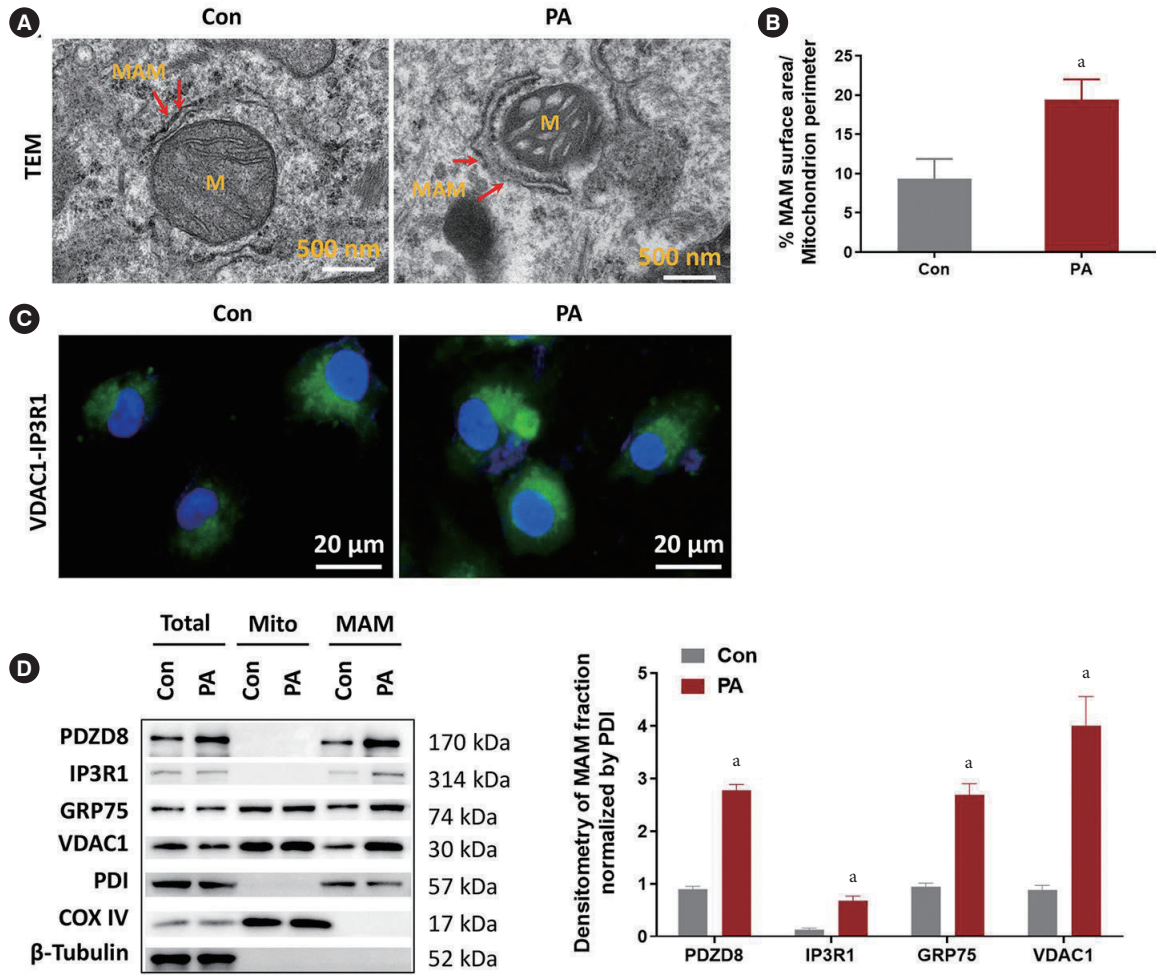 A
Con
PA
TEM
MAM
M
500 nm
M
MAM
500 nm
B
% MAM surface area/
Mitochondrion perimeter
25
20
15
10
5
0
a
Con
PA
C
Con
PA
VDAC1-IP3R1
20 µm
20 µm
D
Total Mito MAM
Con PA Con PA Con PA
PDZD8 170 kDa
IP3R1 314 kDa
GRP75 74 kDa
VDAC1 30 kDa
PDI 57 kDa
COX IV 17 kDa
β-Tubulin 52 kDa
Densitometry of MAM fraction
normalized by PDI
Con
PA
5
4
3
2
1
0
a
a
a
a
PDZD8 IP3R1 GRP75 VDAC1